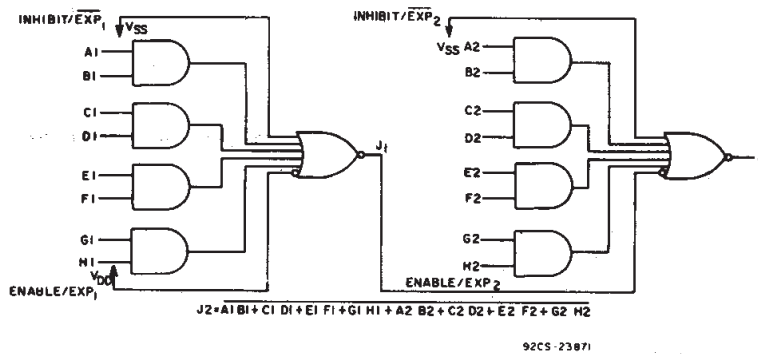 INHIBIT/EXP1
VSS
A1
B1
C1
D1
E1
F1
G1
H1
VDD
ENABLE/EXP1
J1
INHIBIT/EXP2
VSS
A2
B2
C2
D2
E2
F2
G2
H2
ENABLE/EXP2
J2=A1 B1+ C1 D1+ E1 F1+G1 H1+ A2 B2+ C2 D2+ E2 F2+ G2 H2
92CS-23871